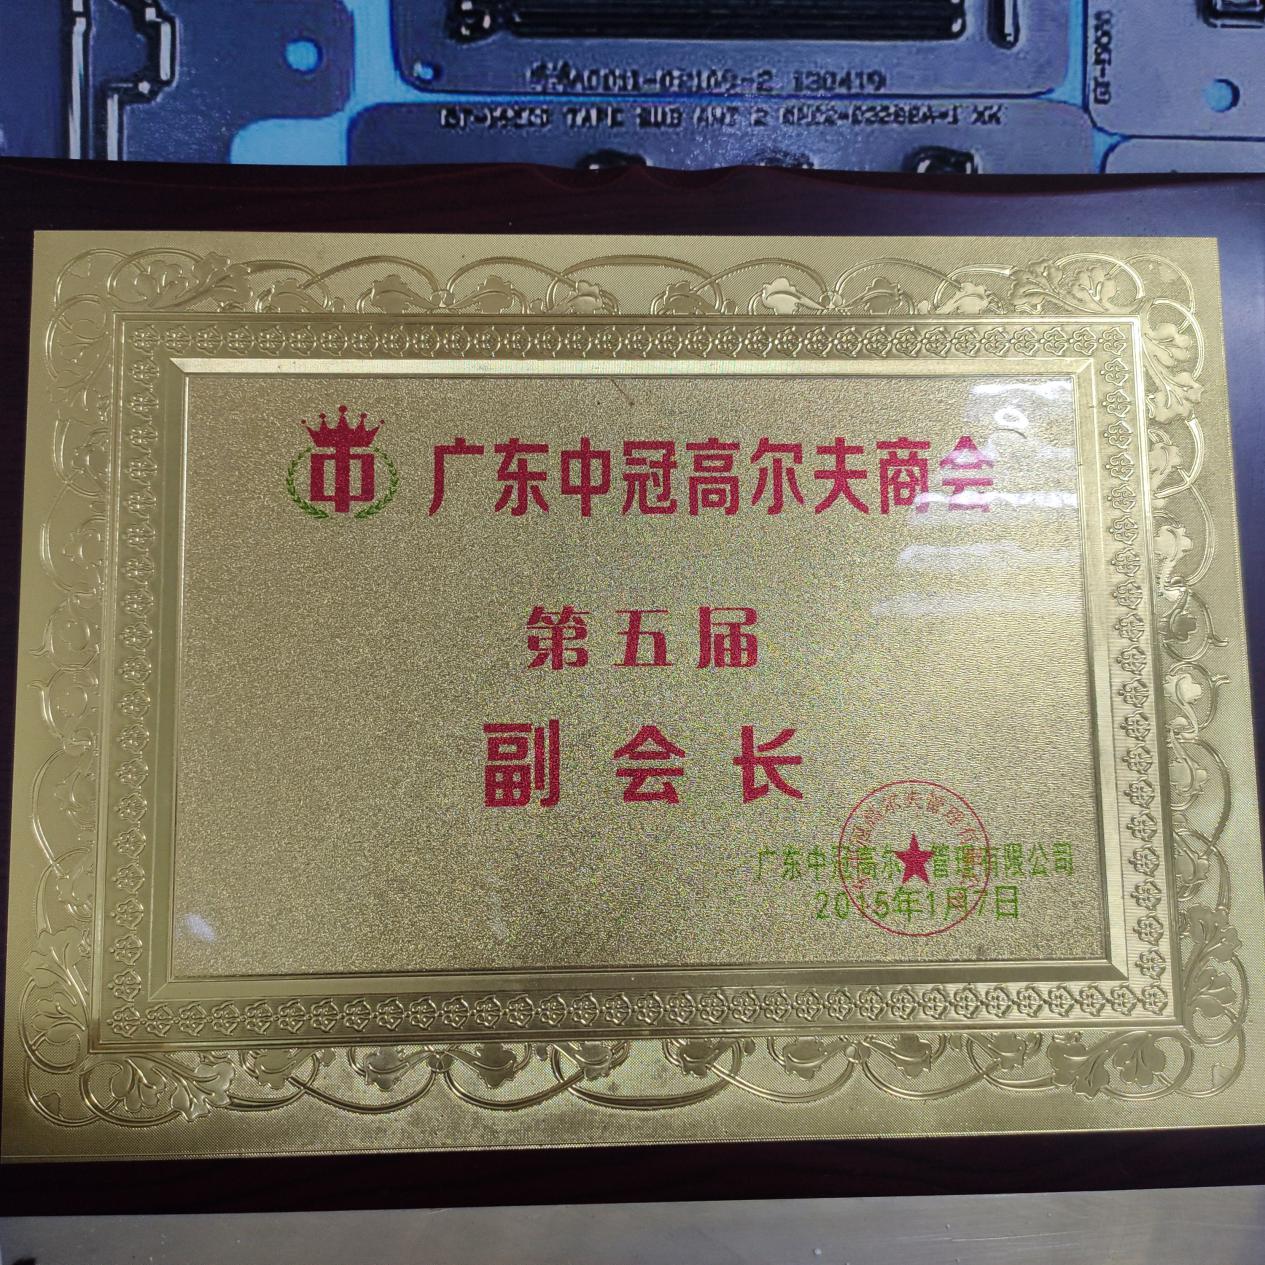 130419
广东中冠高尔夫商会
第五届
副会长
广东中冠高尔夫管理有限公司
2015年1月7日